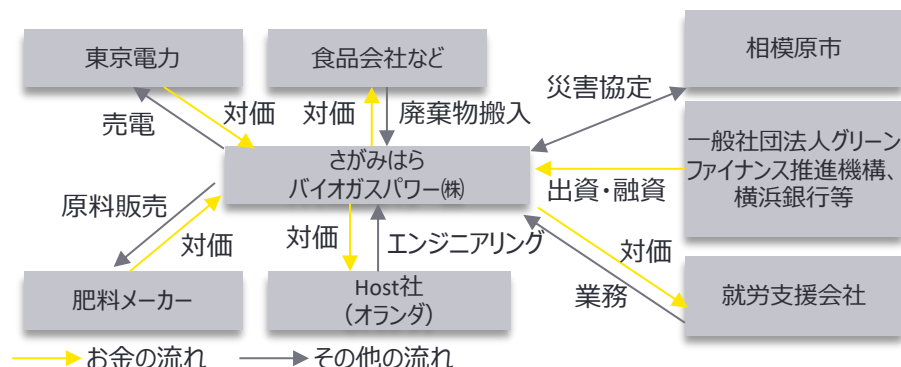 東京電力
食品会社など
相模原市
売電
対価
対価
廃棄物搬入
災害協定
さがみはら
バイオガスパワー㈱
一般社団法人グリーン
ファイナンス推進機構、
横浜銀行等
出資・融資
原料販売
対価
対価
エンジニアリング
対価
業務
肥料メーカー
Host社
（オランダ）
就労支援会社
お金の流れ
その他の流れ